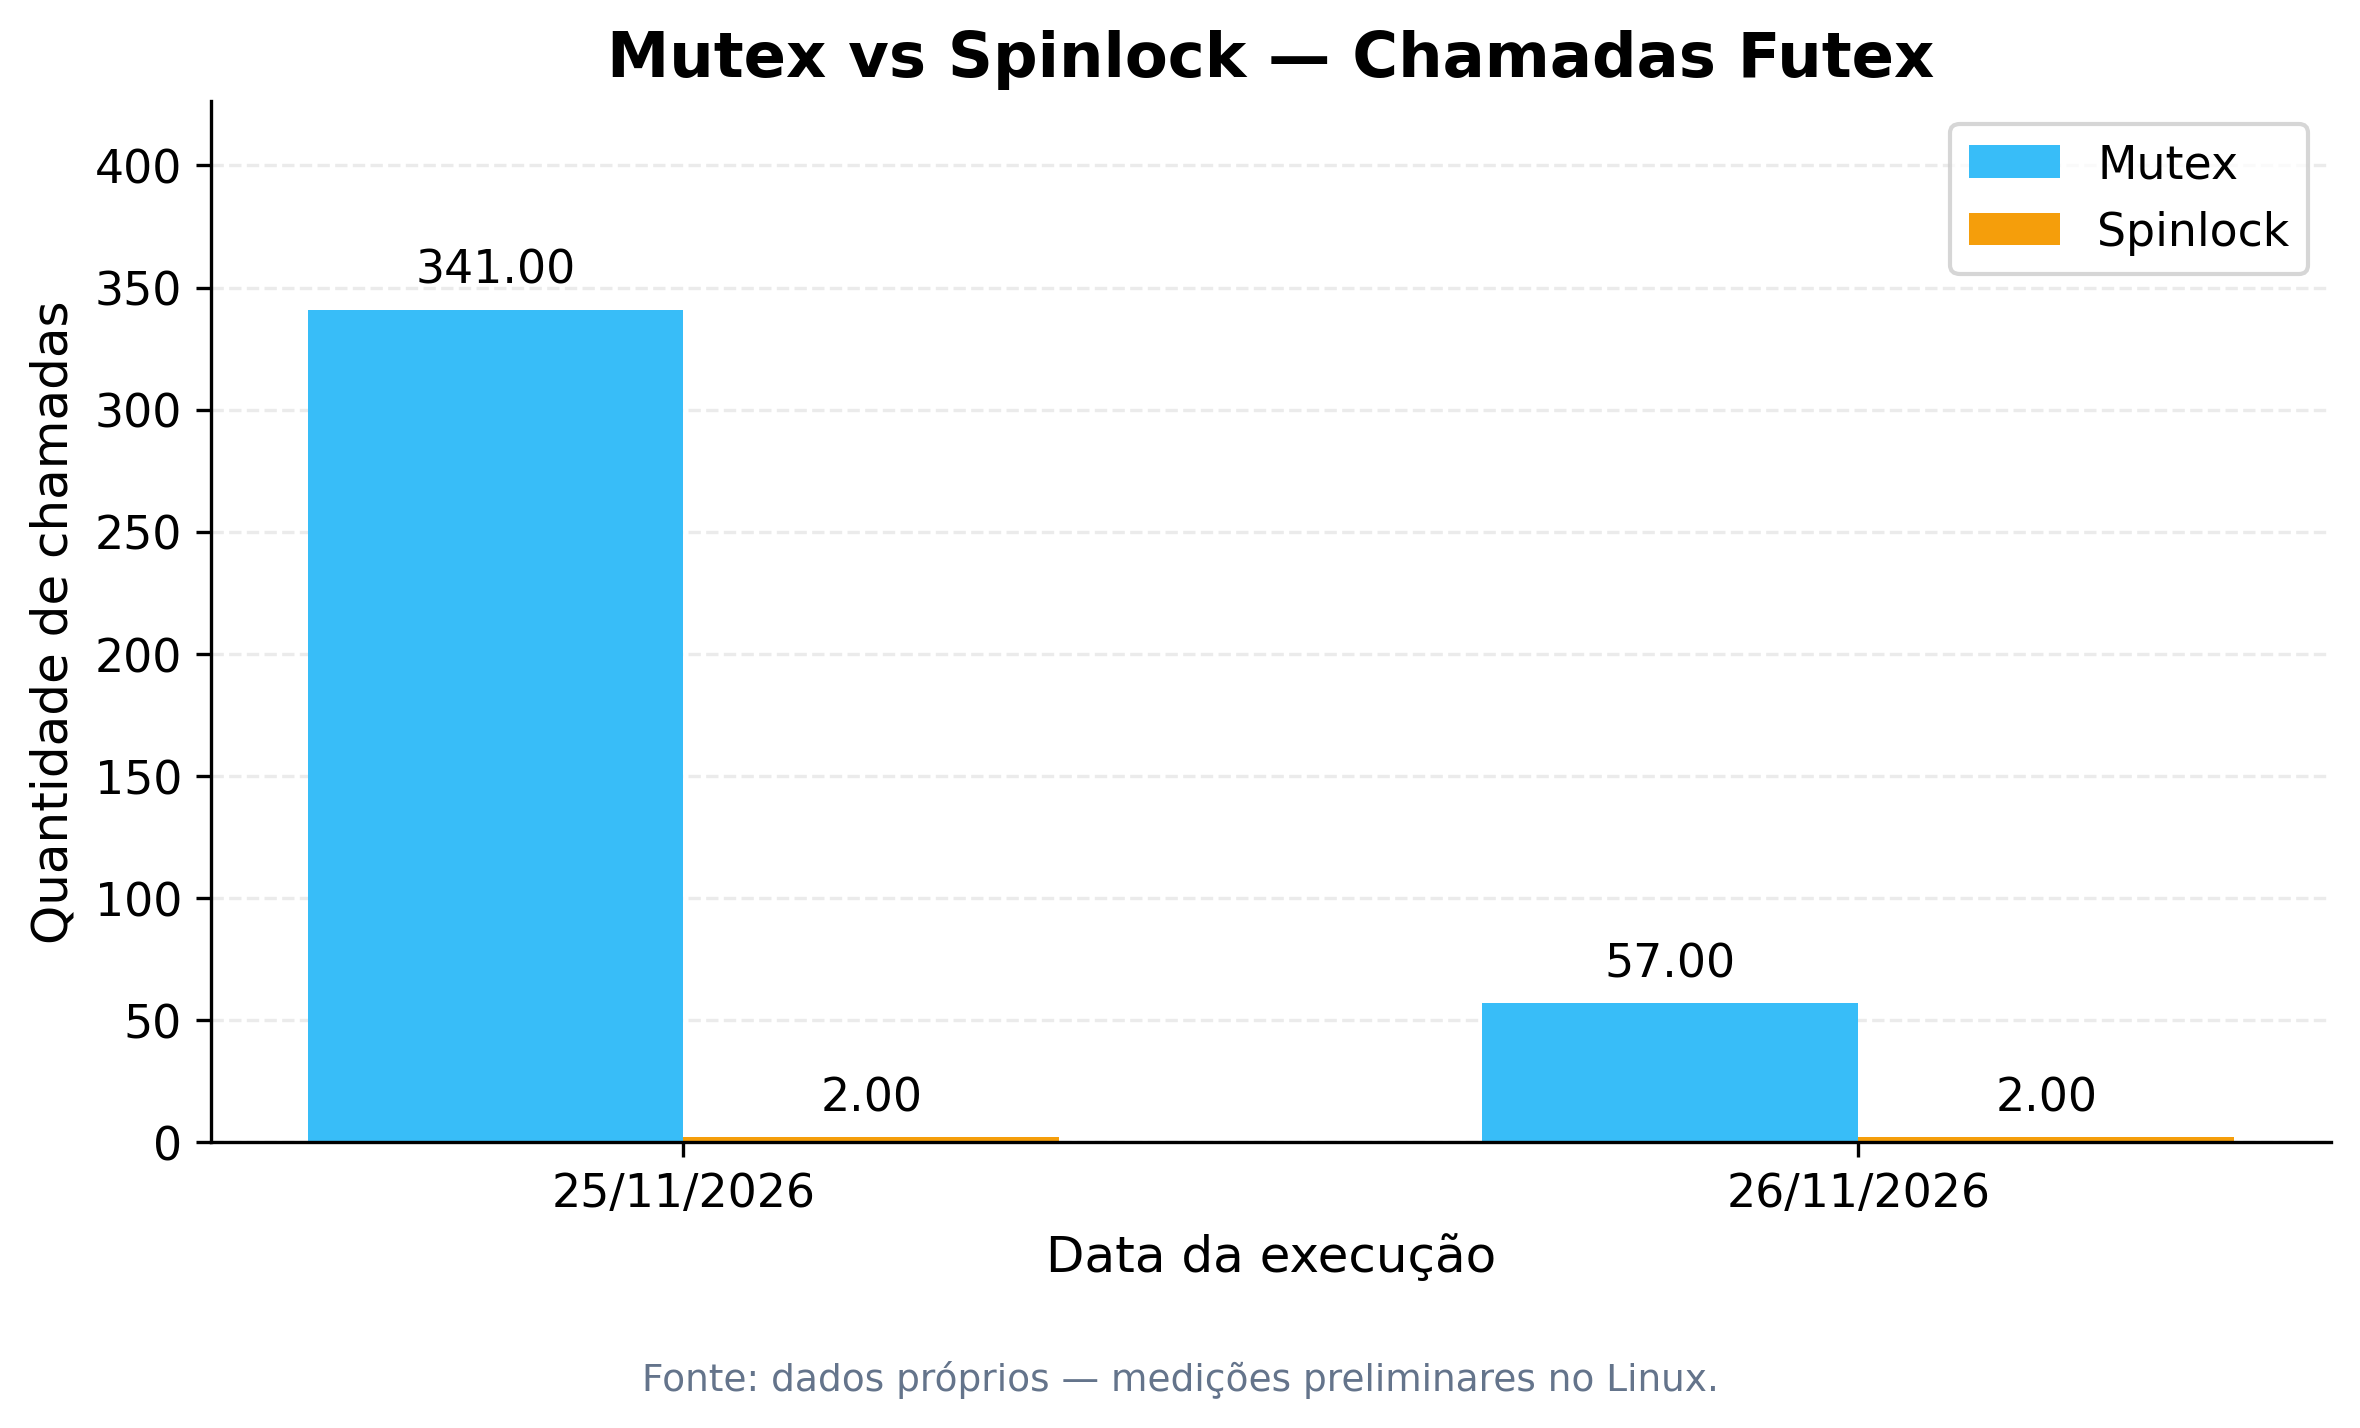 Mutex vs Spinlock — Chamadas Futex
Mutex
Spinlock
Quantidade de chamadas
400
350
300
250
200
150
100
50
0
341.00
2.00
57.00
2.00
25/11/2026
26/11/2026
Data da execução
Fonte: dados próprios — medições preliminares no Linux.